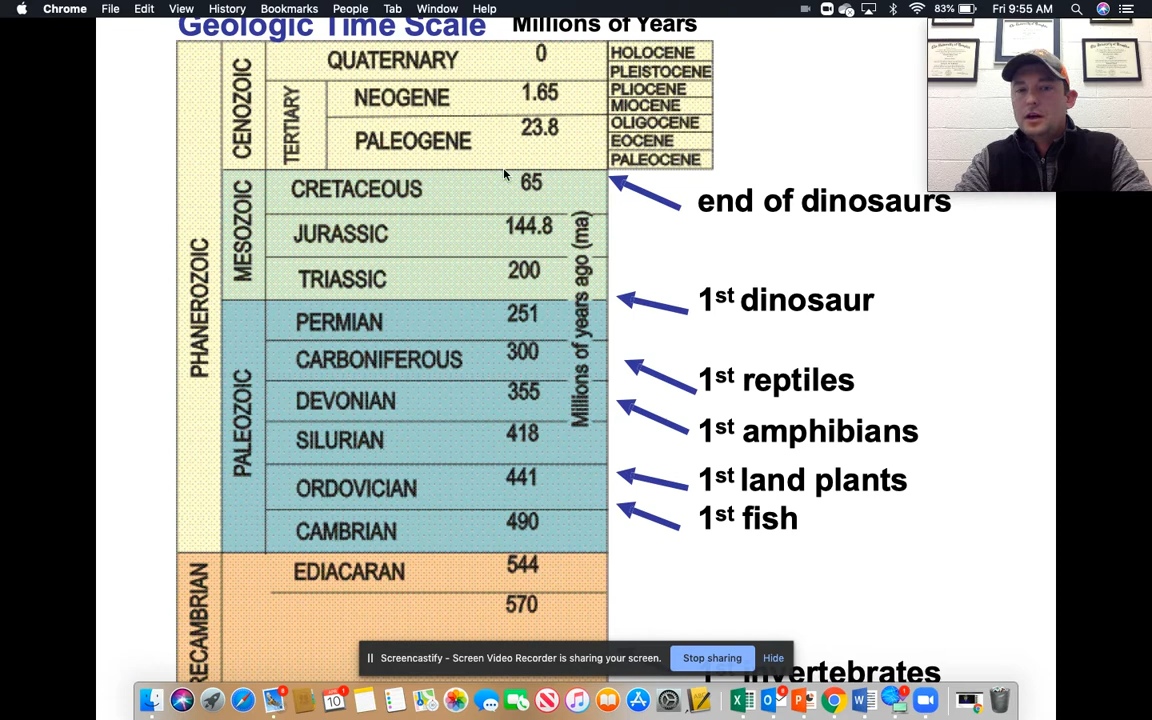 Chrome File Edit View History Bookmarks People Tab Window Help
83% Fri 9:55 AM
Geologic Time Scale Millions of Years
PHANEROZOIC
CENOZOIC
TERTIARY
QUATERNARY 0
NEOGENE 1.65
PALEOGENE 23.8
HOLOCENE
PLEISTOCENE
PLIOCENE
MIOCENE
OLIGOCENE
EOCENE
PALEOCENE
MESOZOIC
CRETACEOUS 65
JURASSIC 144.8
TRIASSIC 200
PALEOZOIC
PERMIAN 251
CARBONIFEROUS 300
DEVONIAN 355
SILURIAN 418
ORDOVICIAN 441
CAMBRIAN 490
Millions of years ago (ma)
RECAMBRIAN
EDIACARAN 544
570
end of dinosaurs
1st dinosaur
1st reptiles
1st amphibians
1st land plants
1st fish
1st invertebrates
Screencastify - Screen Video Recorder is sharing your screen. Stop sharing Hide
APR
10